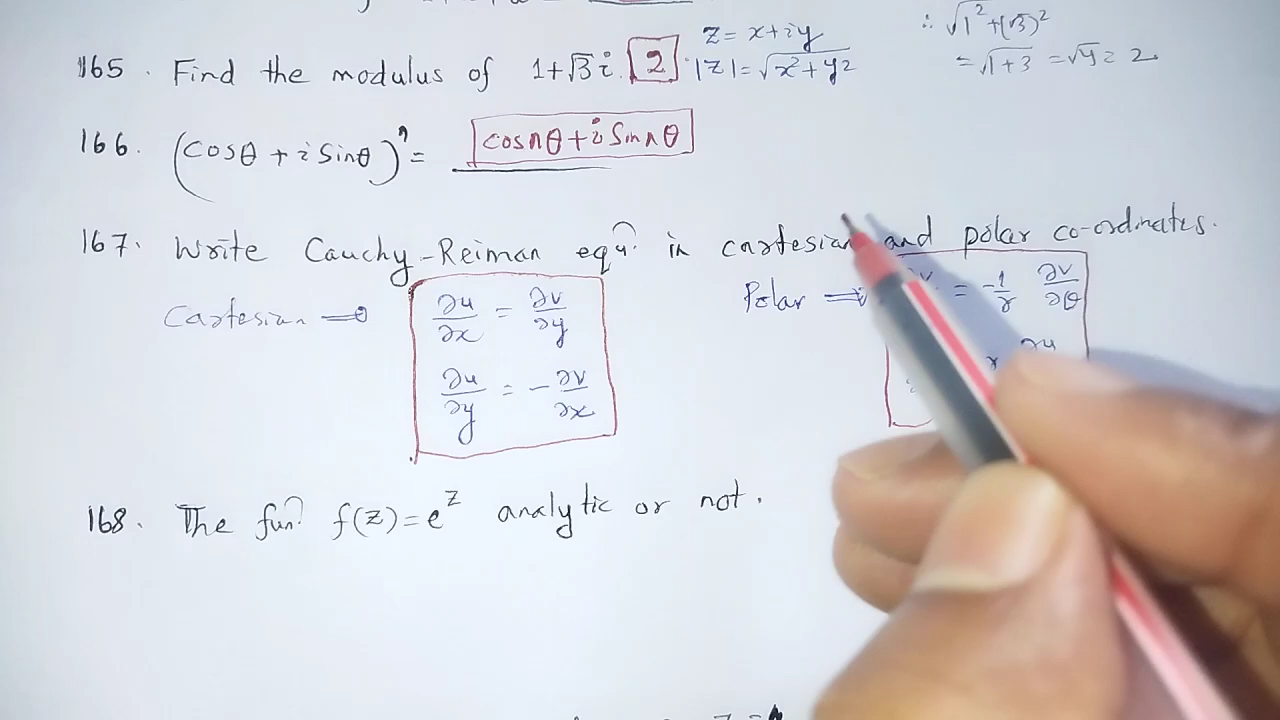 165. Find the modulus of 1+√3i. 2. z = x+iy |z| = √x²+y² ∴ √1²+(√3)² = √1+3 = √4 = 2
166. (cosθ + i Sinθ)ⁿ = cosnθ + i Sinnθ
167. Write Cauchy-Reiman equⁿ. in cartesian and polar co-ordinates.
Cartesian ⇒ ∂u/∂x = ∂v/∂y Polar ⇒ = -1/r ∂v/∂θ
∂u/∂y = -∂v/∂x ∂u
168. The funⁿ f(z) = e^z analytic or not.